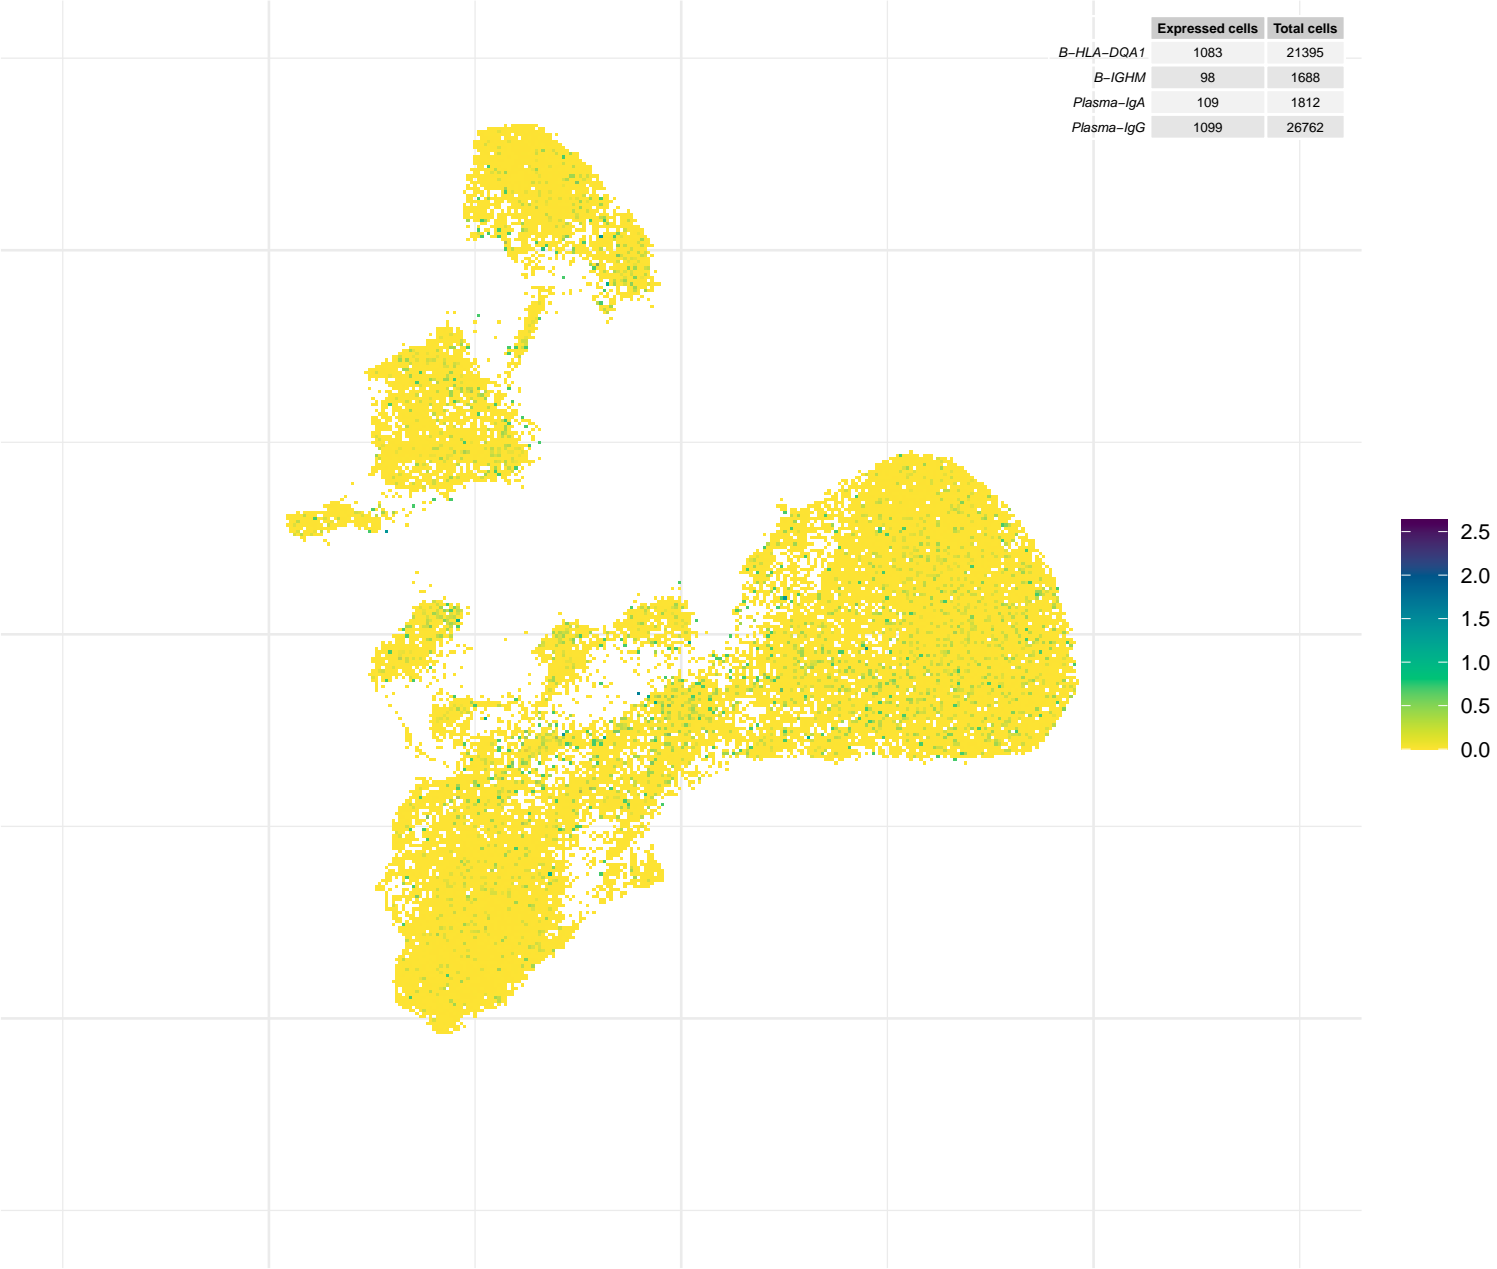 Expressed cells Total cells
B−HLA−DQA1 1083 21395
B−IGHM 98 1688
Plasma−IgA 109 1812
Plasma−IgG 1099 26762
2.5
2.0
1.5
1.0
0.5
0.0